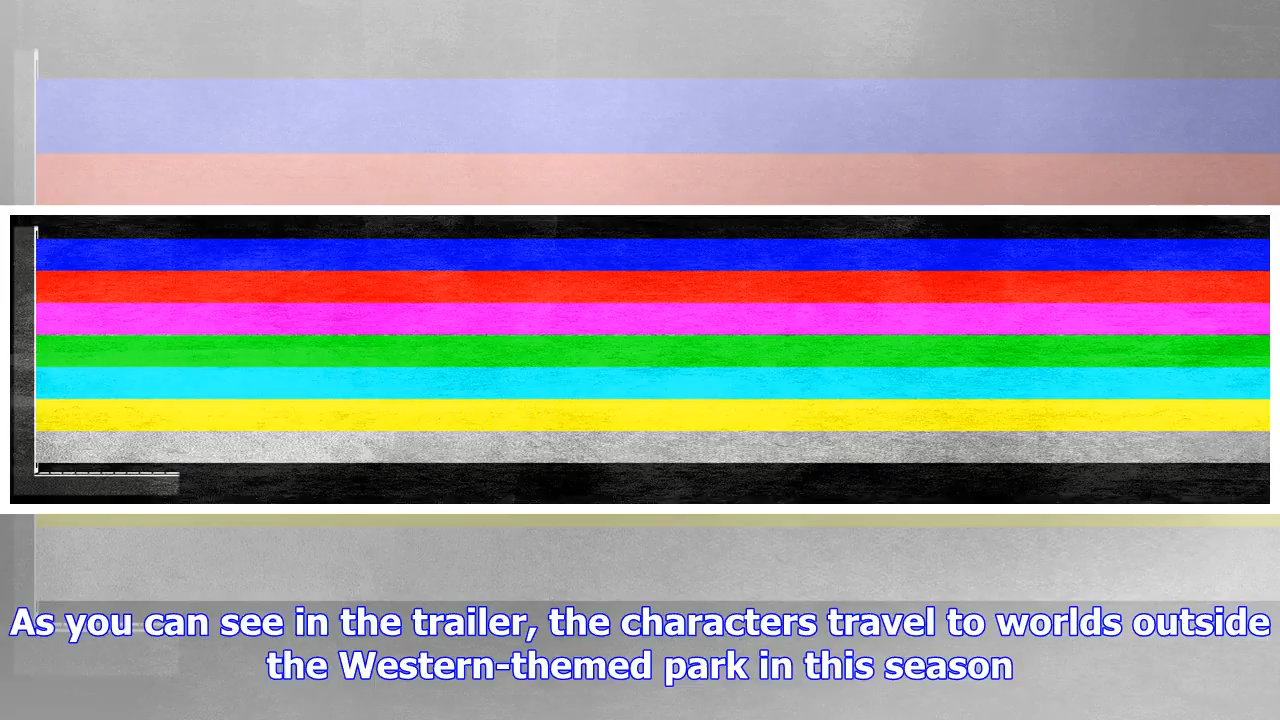 As you can see in the trailer, the characters travel to worlds outside
the Western-themed park in this season